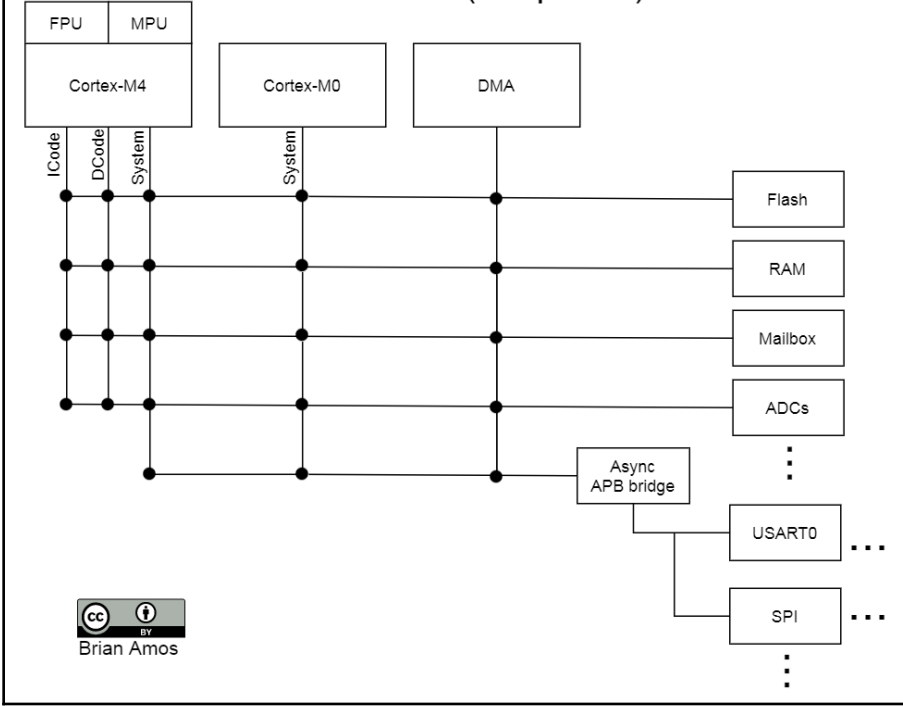 FPU
MPU
Cortex-M4
Cortex-M0
DMA
ICode
DCode
System
System
Flash
RAM
Mailbox
ADCs
Async
APB bridge
USART0
SPI
cc
BY
Brian Amos